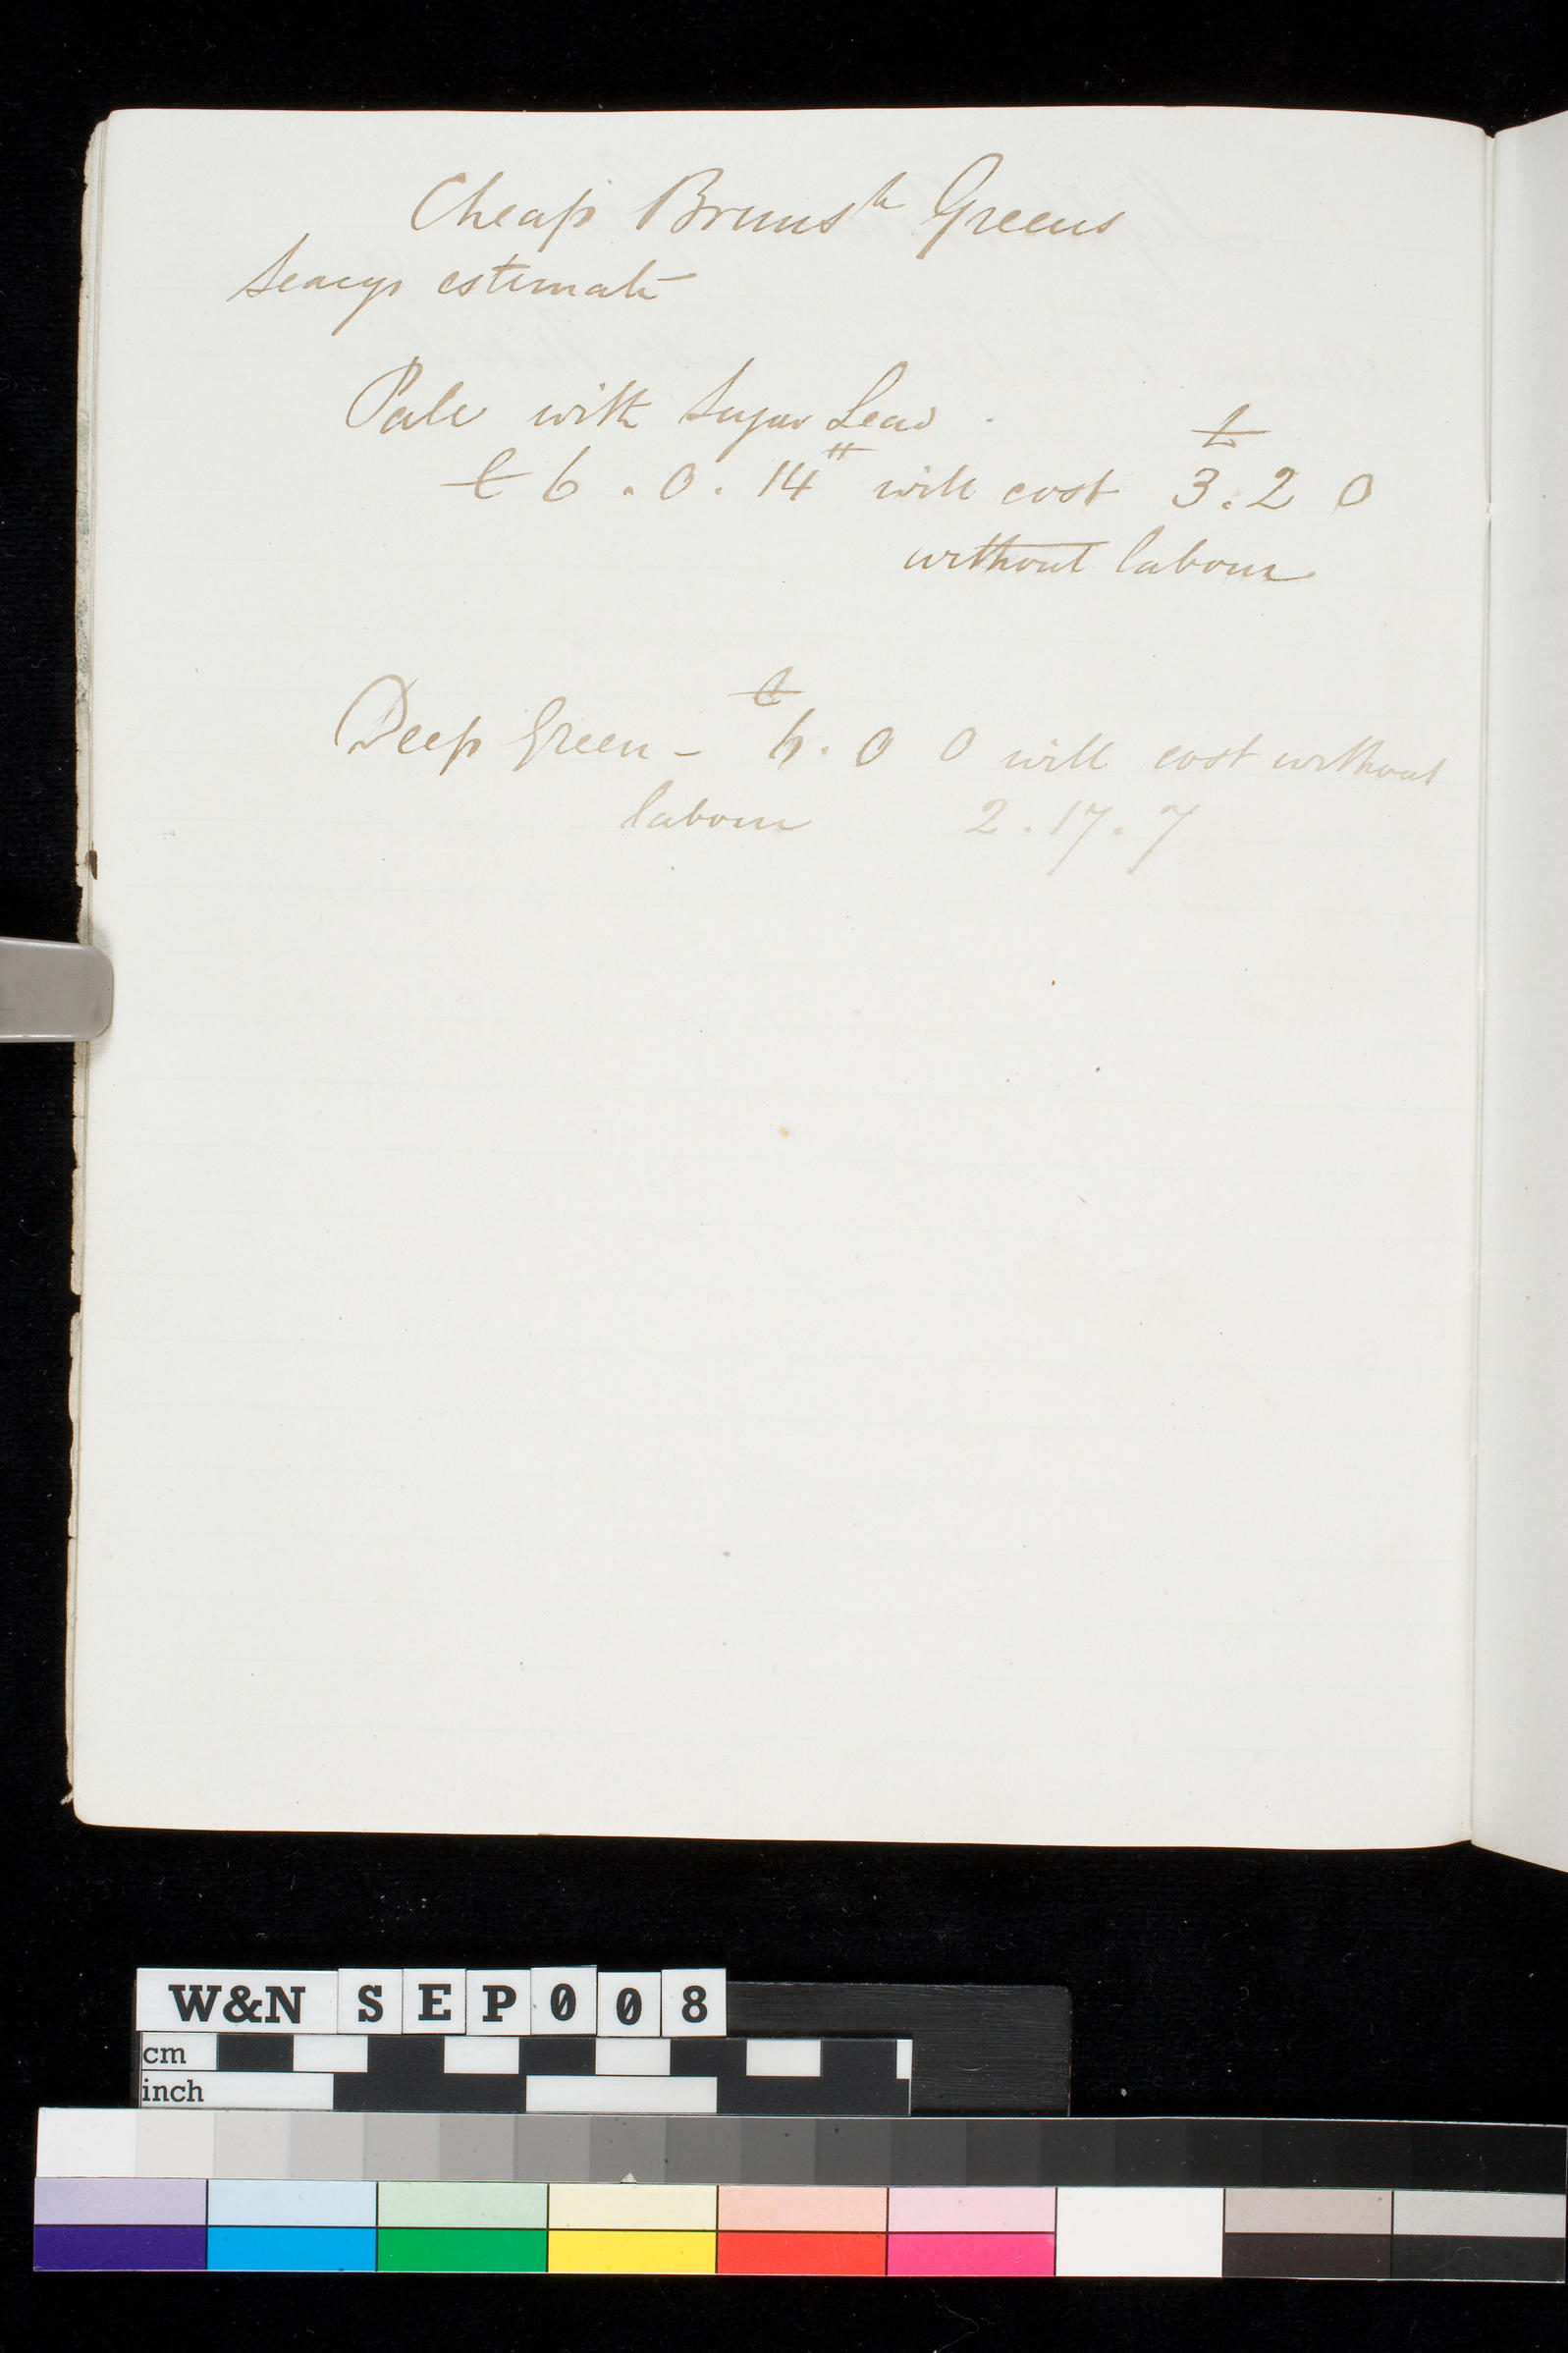 Cheap Brunsk Greens
Seacys estimate
Pale with Sugar Lead .
£
C 6 . 0 . 14 # will cost 3 . 2 0
without labour
C
Deep Green - 6 . 0 0 will cost without
labour 2 . 17 . 7
W&N SEP008
cm
inch